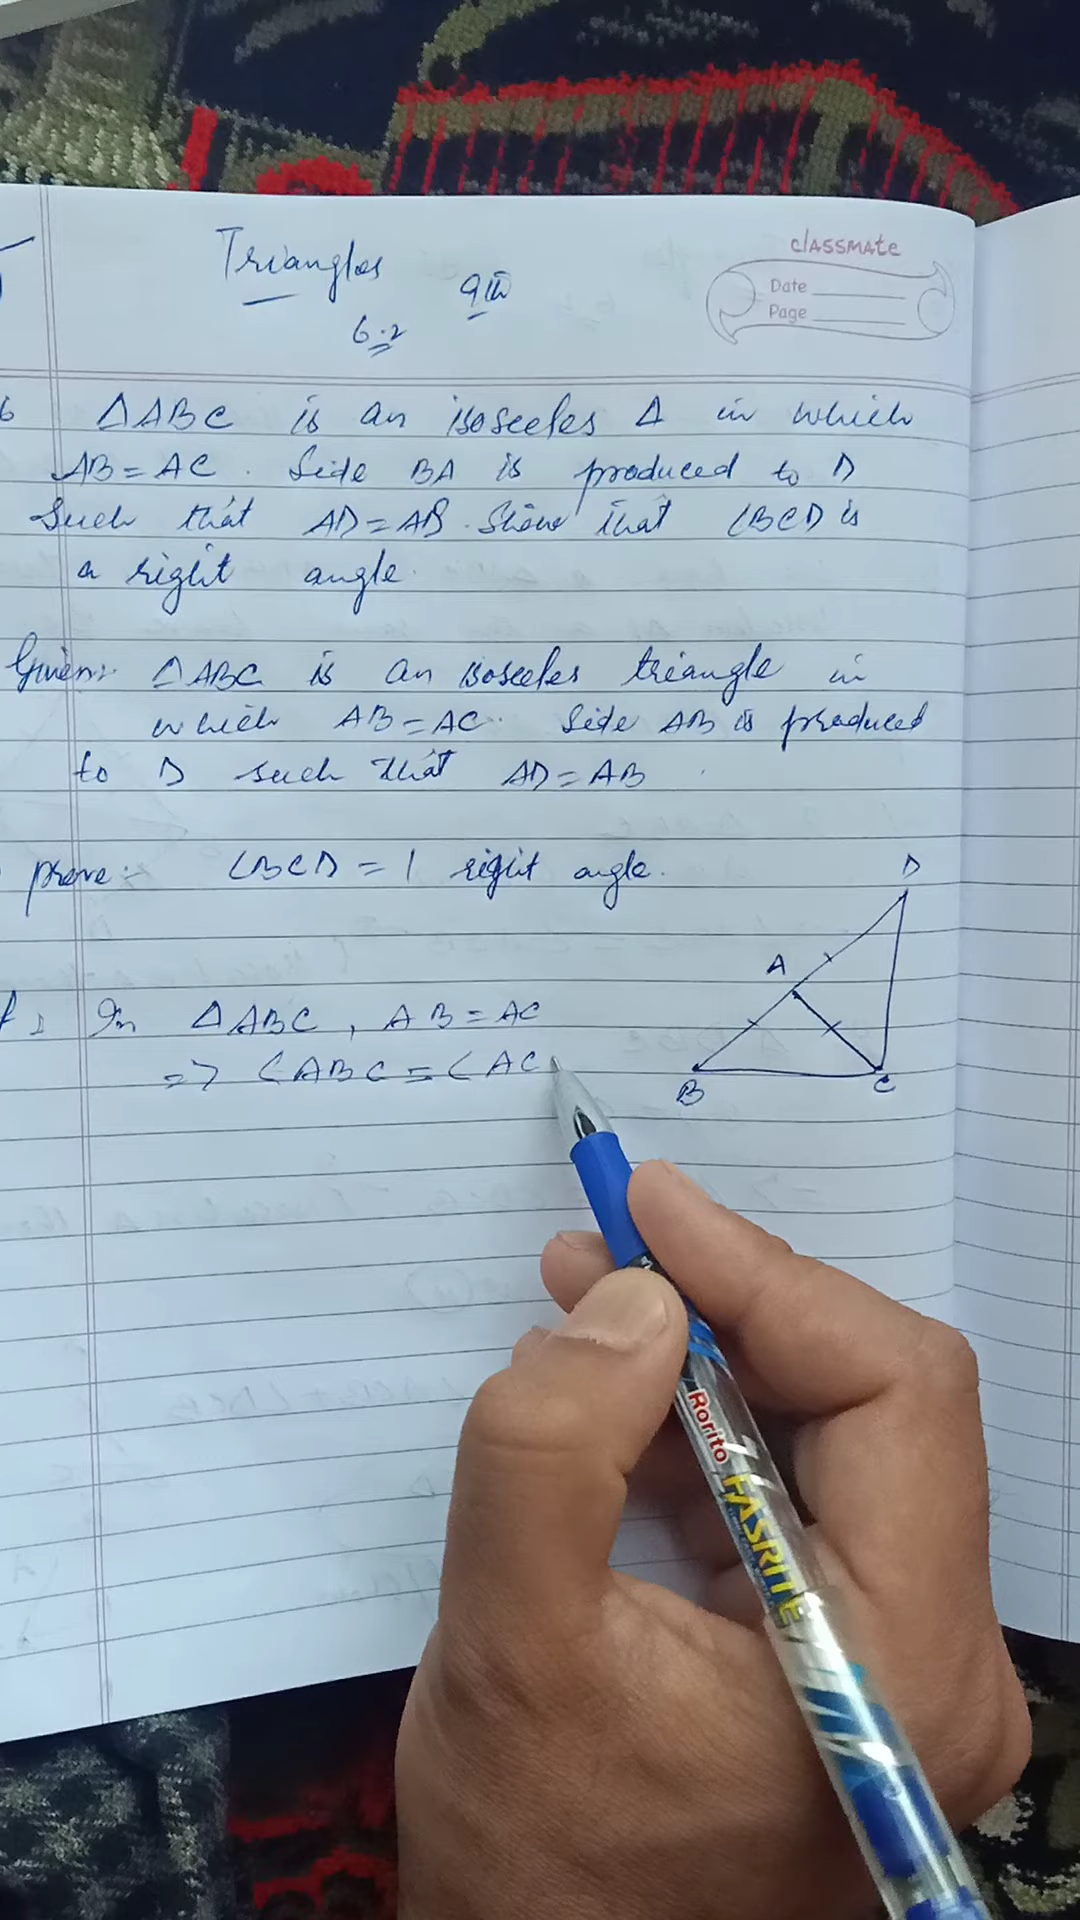 Triangles
9th
6.2
classmate
Date
Page
6 △ABC is an isosceles △ in which
AB = AC. Side BA is produced to D
Such that AD = AB. Show that ∠BCD is
a right angle.
Given:- △ABC is an isosceles triangle in
which AB = AC. Side AB is produced
to D such that AD = AB.
prove:- ∠BCD = 1 right angle.
D
A
B
C
In △ABC, AB = AC
=> ∠ABC = ∠AC
Rorito
FASRITE